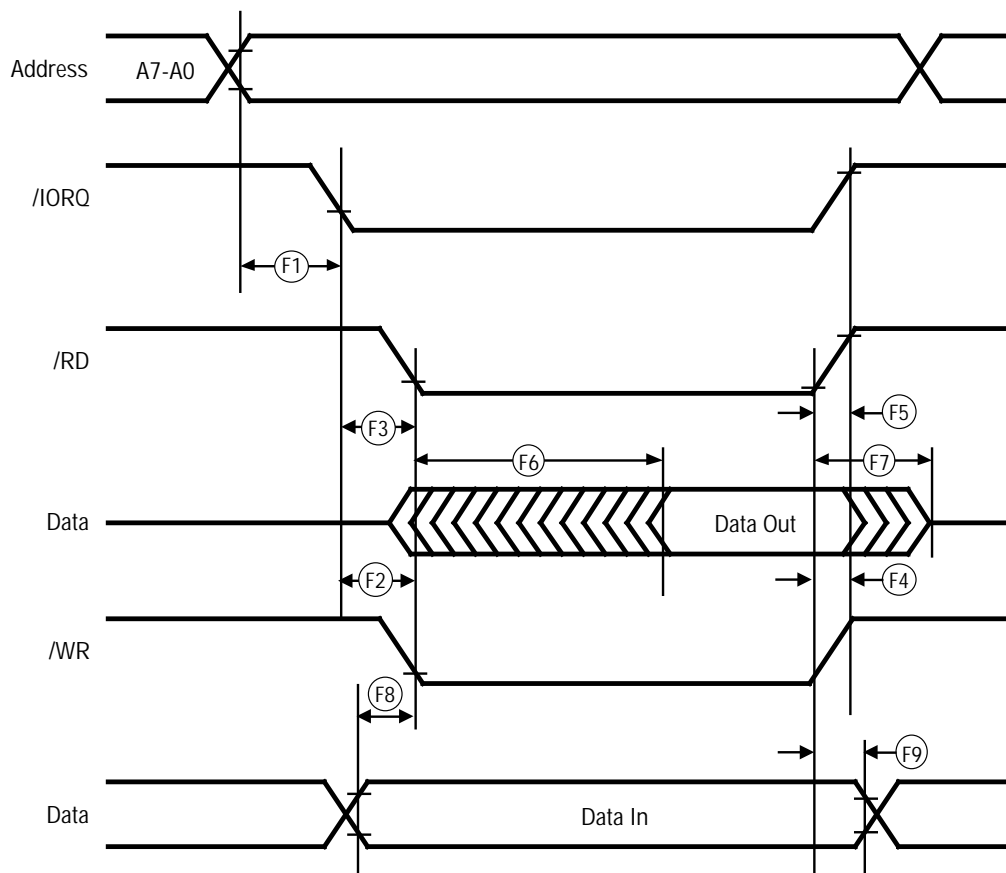 Address
A7-A0
/IORQ
F1
/RD
F3
F5
F6
F7
Data
Data Out
F2
F4
/WR
F8
F9
Data
Data In